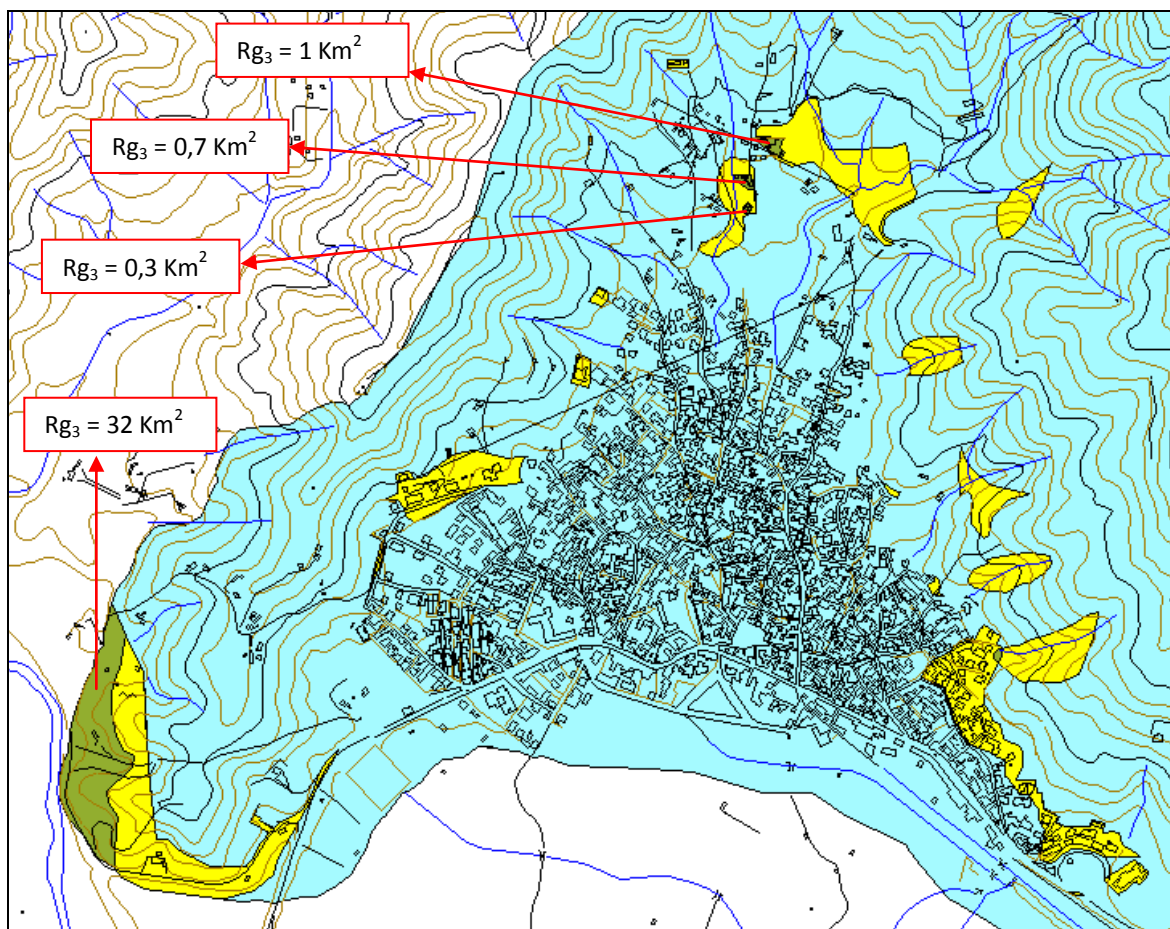 Rg₃ = 1 Km²
Rg₃ = 0,7 Km²
Rg₃ = 0,3 Km²
Rg₃ = 32 Km²